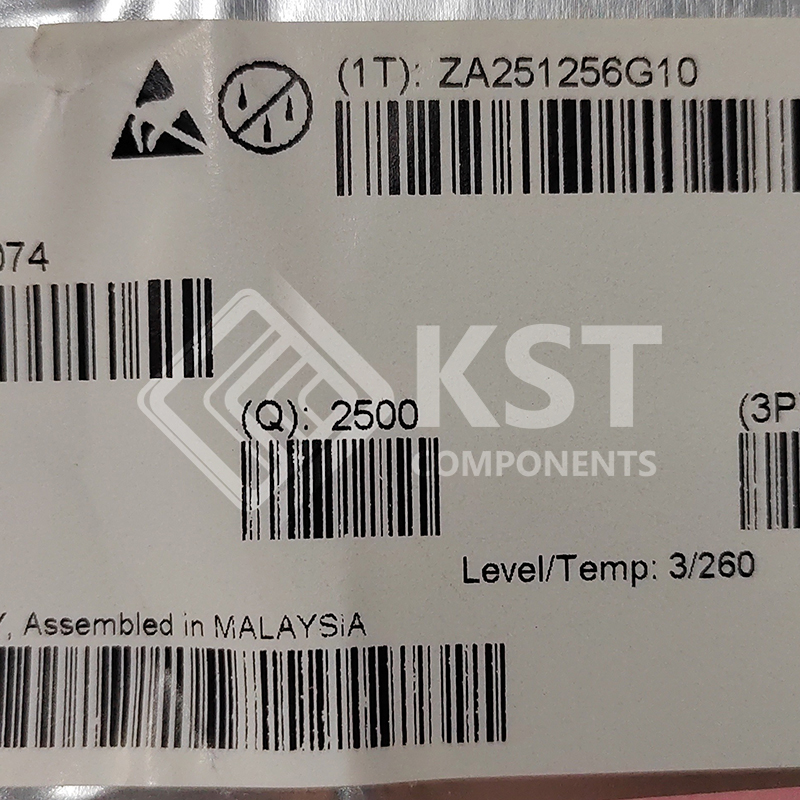 (1T): ZA251256G10
074
KST
COMPONENTS
(Q): 2500
(3P
Level/Temp: 3/260
Y, Assembled in MALAYSiA